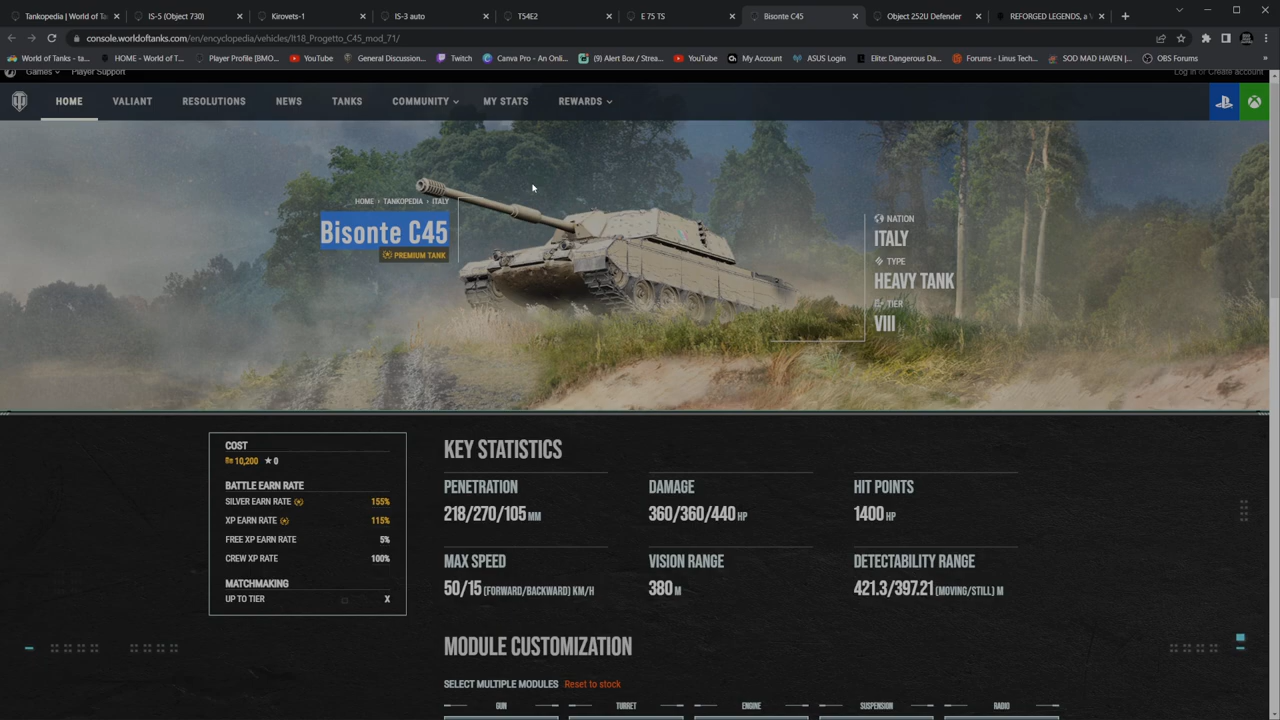 Tankopedia | World of Ta
IS-5 (Object 730)
Kirovets-1
IS-3 auto
T54E2
E 75 TS
Bisonte C45
Object 252U Defender
REFORGED LEGENDS, a V
console.worldoftanks.com/en/encyclopedia/vehicles/It18_Progetto_C45_mod_71/
World of Tanks - ta...
HOME - World of T...
Player Profile [BMO...
YouTube
General Discussion...
Twitch
Canva Pro - An Onli...
(9) Alert Box / Strea...
YouTube
My Account
ASUS Login
Elite: Dangerous Da...
Forums - Linus Tech...
SOD MAD HAVEN |...
OBS Forums
»
Games
Player Support
Log in or Create account
HOME
VALIANT
RESOLUTIONS
NEWS
TANKS
COMMUNITY
MY STATS
REWARDS
HOME › TANKOPEDIA › ITALY
Bisonte C45
PREMIUM TANK
NATION
ITALY
TYPE
HEAVY TANK
TIER
VIII
COST
10,200 ★ 0
BATTLE EARN RATE
SILVER EARN RATE 155%
XP EARN RATE 115%
FREE XP EARN RATE 5%
CREW XP RATE 100%
MATCHMAKING
UP TO TIER X
KEY STATISTICS
PENETRATION
218/270/105 MM
DAMAGE
360/360/440 HP
HIT POINTS
1400 HP
MAX SPEED
50/15 (FORWARD/BACKWARD) KM/H
VISION RANGE
380 M
DETECTABILITY RANGE
421.3/397.21 (MOVING/STILL) M
MODULE CUSTOMIZATION
SELECT MULTIPLE MODULES Reset to stock
GUN
TURRET
ENGINE
SUSPENSION
RADIO